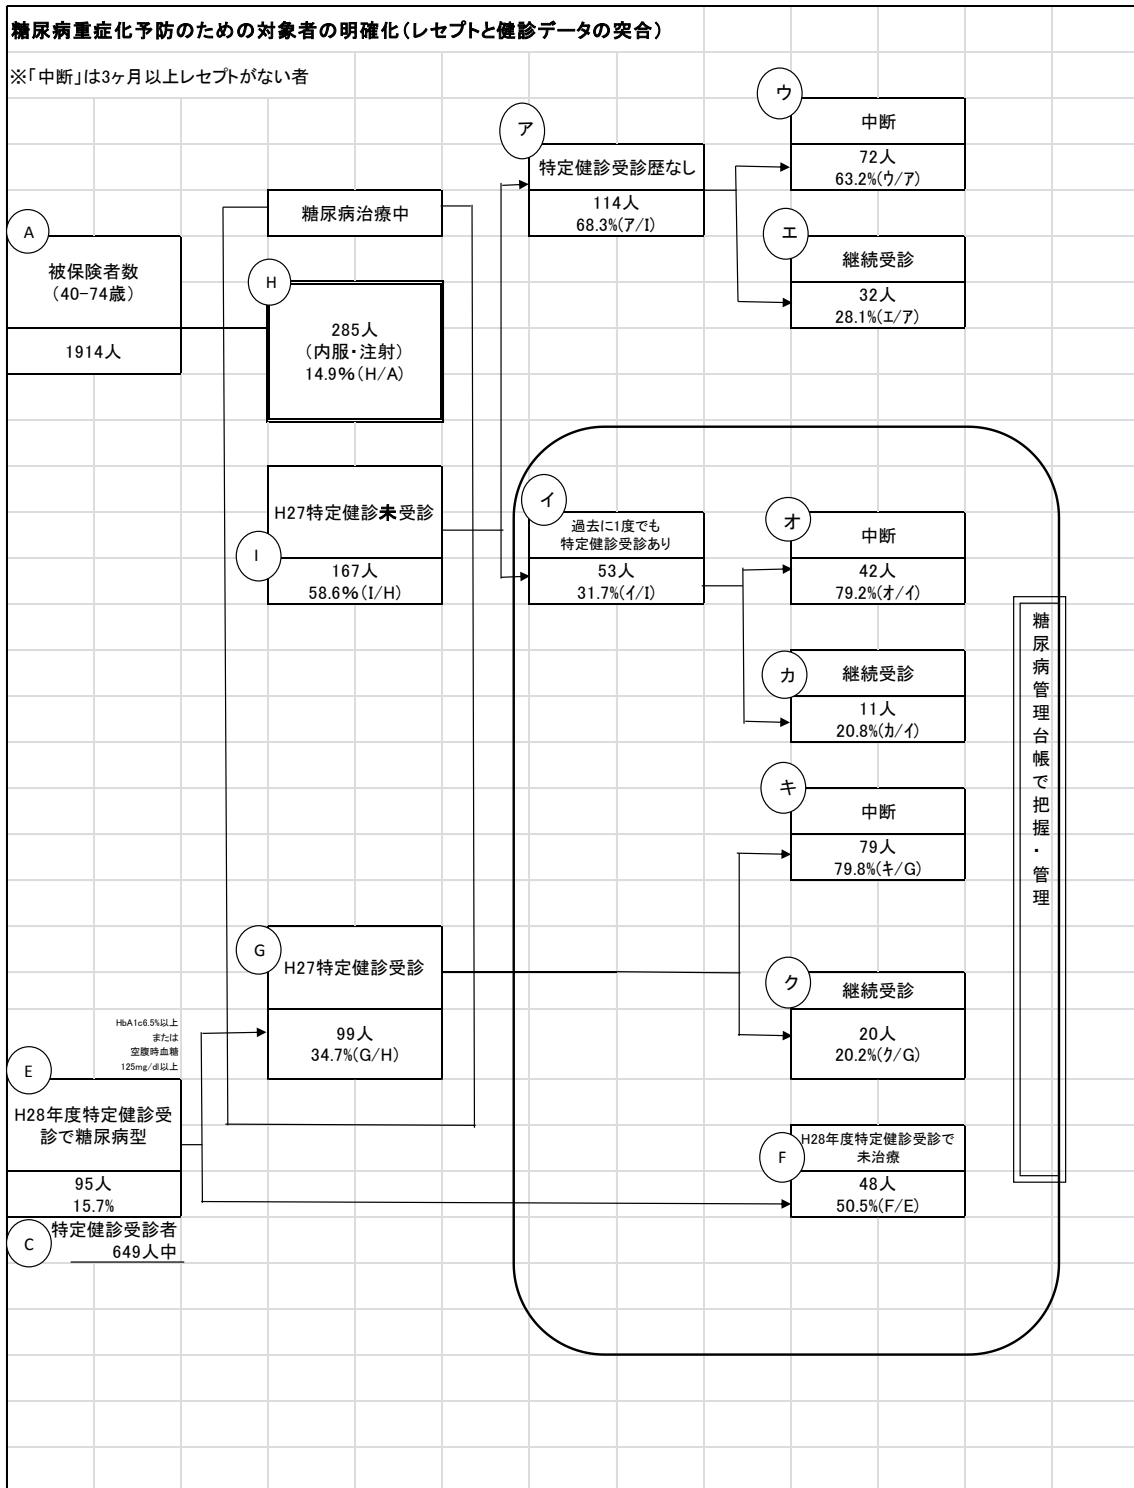 糖尿病重症化予防のための対象者の明確化(レセプトと健診データの突合)
※「中断」は3ヶ月以上レセプトがない者
ウ
中断
72人
63.2%(ウ/ア)
ア
特定健診受診歴なし
114人
68.3%(ア/I)
糖尿病治療中
A
被保険者数
(40-74歳)
1914人
エ
継続受診
32人
28.1%(エ/ア)
H
285人
(内服・注射)
14.9%(H/A)
H27特定健診未受診
I
167人
58.6%(I/H)
イ
過去に1度でも
特定健診受診あり
53人
31.7%(イ/I)
オ
中断
42人
79.2%(オ/イ)
カ
継続受診
11人
20.8%(カ/イ)
糖尿病管理台帳で把握・管理
キ
中断
79人
79.8%(キ/G)
G
H27特定健診受診
99人
34.7%(G/H)
ク
継続受診
20人
20.2%(ク/G)
HbA1c6.5%以上
または
空腹時血糖
125mg/dl以上
E
H28年度特定健診受
診で糖尿病型
95人
15.7%
F
H28年度特定健診受診で
未治療
48人
50.5%(F/E)
C
特定健診受診者
649人中